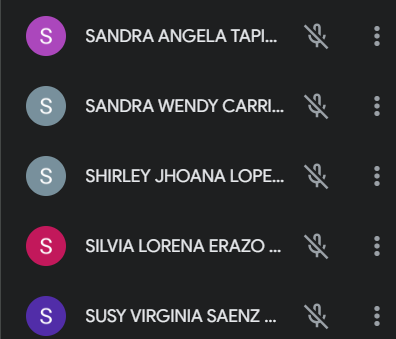 S SANDRA ANGELA TAPI...
S SANDRA WENDY CARRI...
S SHIRLEY JHOANA LOPE...
S SILVIA LORENA ERAZO ...
S SUSY VIRGINIA SAENZ ...